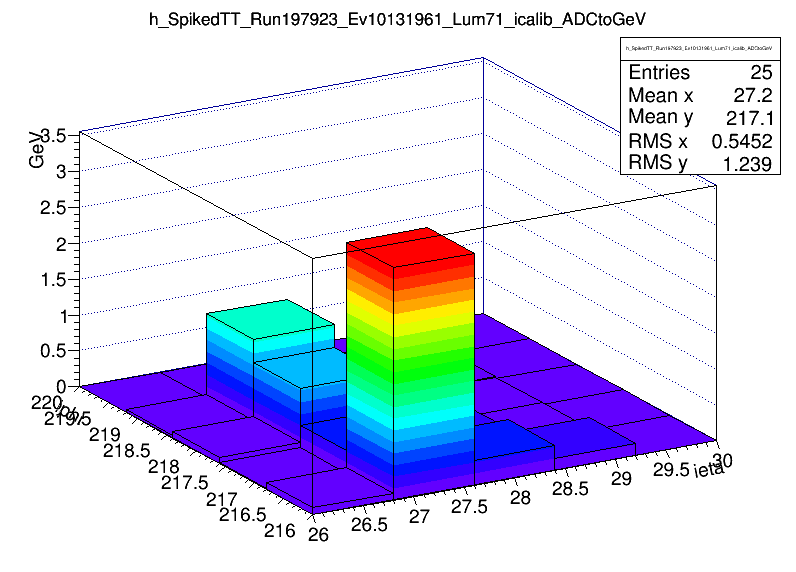 h_SpikedTT_Run197923_Ev10131961_Lum71_icalib_ADCtoGeV
h_SpikedTT_Run197923_Ev10131961_Lum71_icalib_ADCtoGeV
Entries 25
Mean x 27.2
Mean y 217.1
RMS x 0.5452
RMS y 1.239
GeV
3.5
3
2.5
2
1.5
1
0.5
0
220
219.5
219
218.5
218
217.5
217
216.5
216
26
26.5
27
27.5
28
28.5
29
29.5
30
ieta